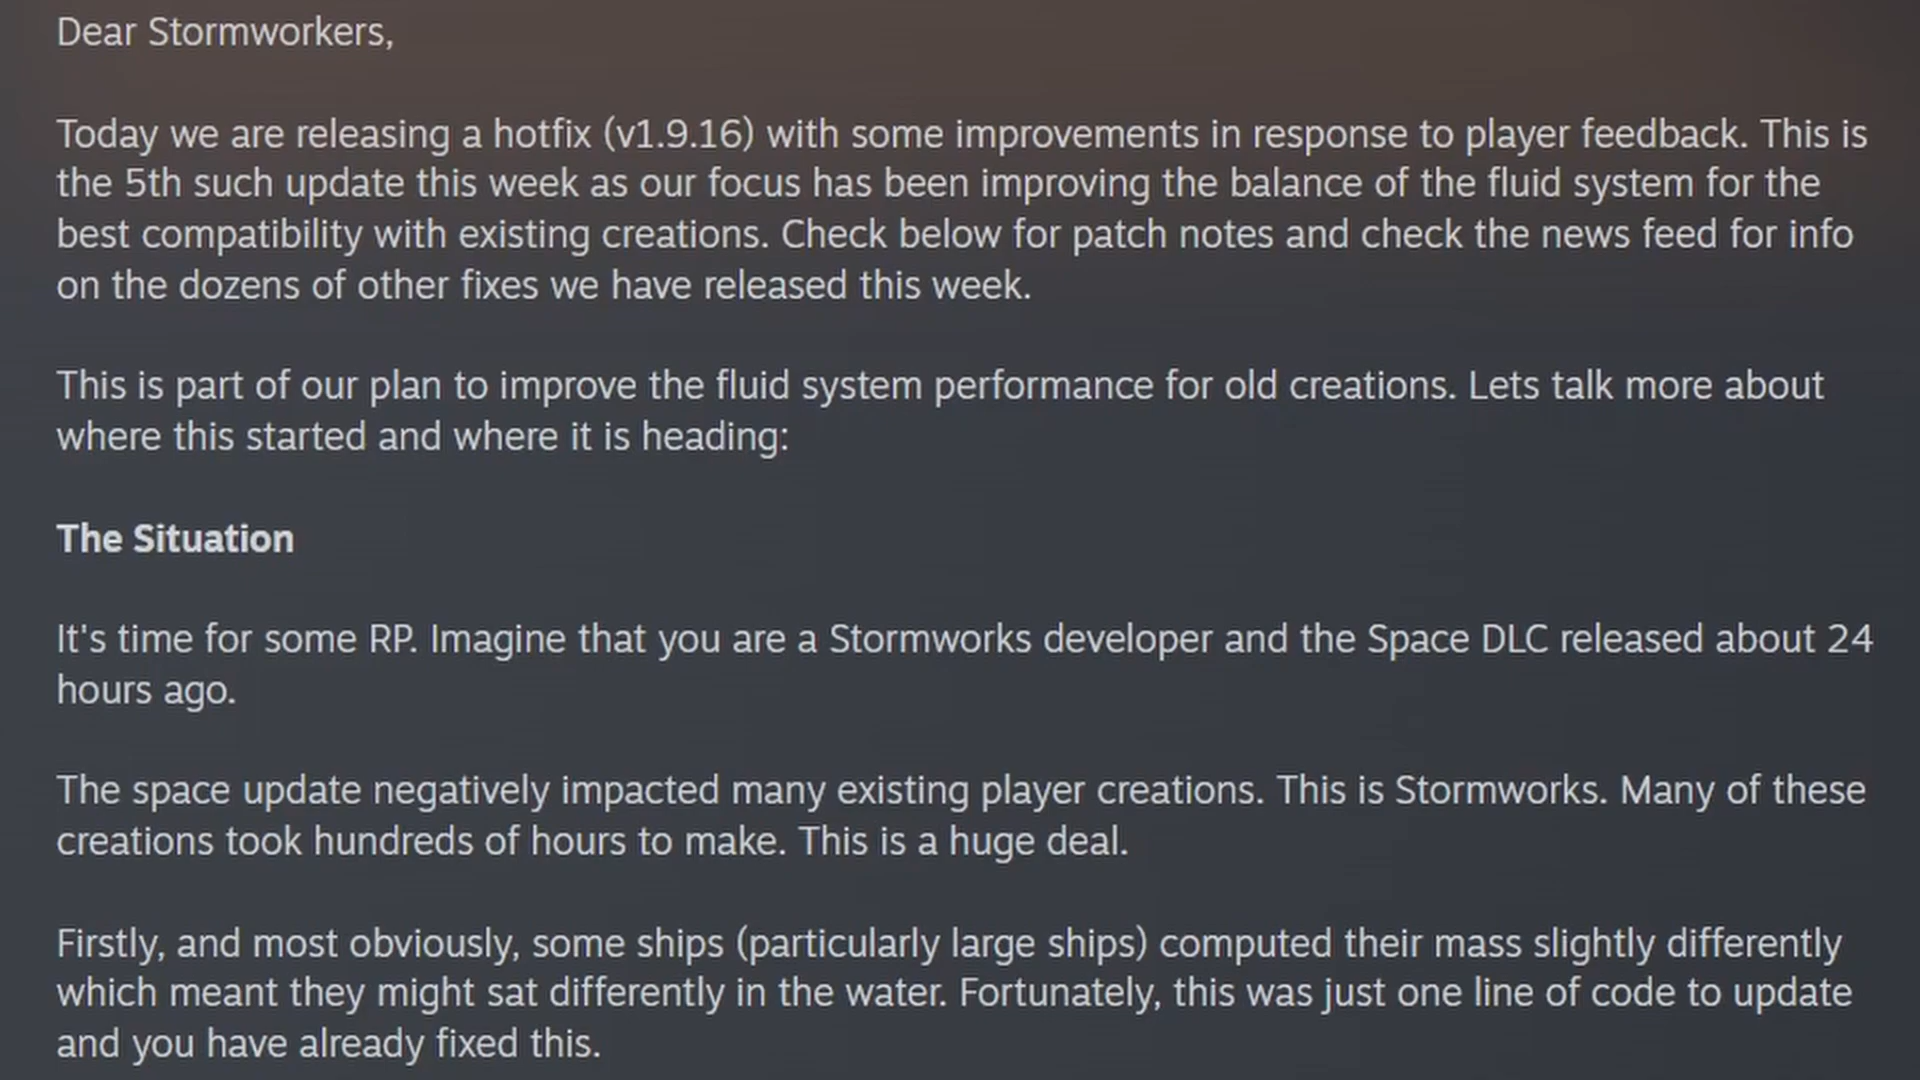 Dear Stormworkers,
Today we are releasing a hotfix (v1.9.16) with some improvements in response to player feedback. This is
the 5th such update this week as our focus has been improving the balance of the fluid system for the
best compatibility with existing creations. Check below for patch notes and check the news feed for info
on the dozens of other fixes we have released this week.
This is part of our plan to improve the fluid system performance for old creations. Lets talk more about
where this started and where it is heading:
The Situation
It's time for some RP. Imagine that you are a Stormworks developer and the Space DLC released about 24
hours ago.
The space update negatively impacted many existing player creations. This is Stormworks. Many of these
creations took hundreds of hours to make. This is a huge deal.
Firstly, and most obviously, some ships (particularly large ships) computed their mass slightly differently
which meant they might sat differently in the water. Fortunately, this was just one line of code to update
and you have already fixed this.